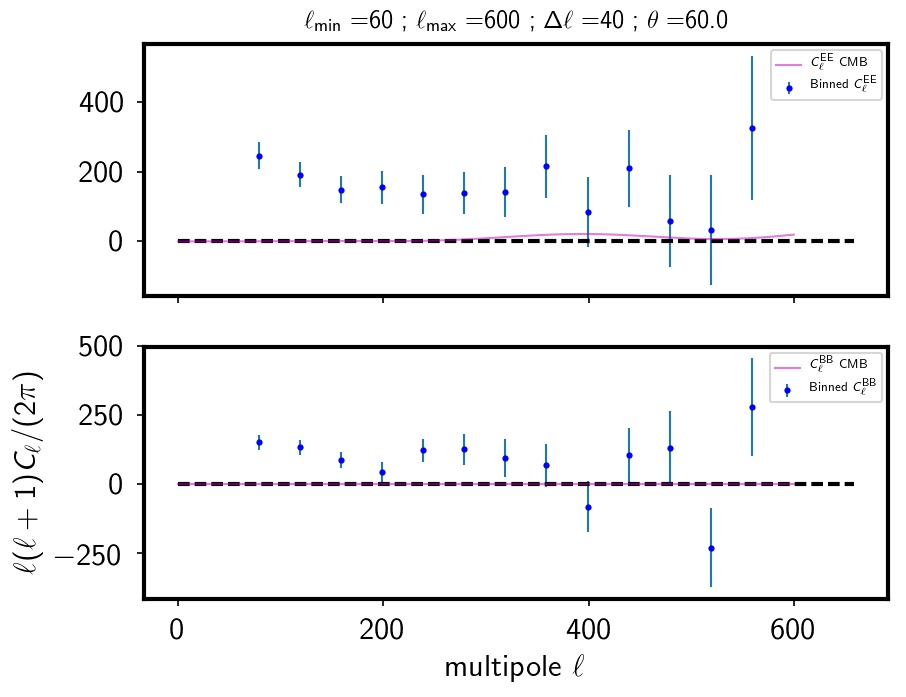 ℓ_min =60 ; ℓ_max =600 ; Δℓ =40 ; θ =60.0
C_ℓ^EE CMB
Binned C_ℓ^EE
400
200
0
C_ℓ^BB CMB
Binned C_ℓ^BB
500
250
0
−250
ℓ(ℓ + 1)C_ℓ/(2π)
0 200 400 600
multipole ℓ